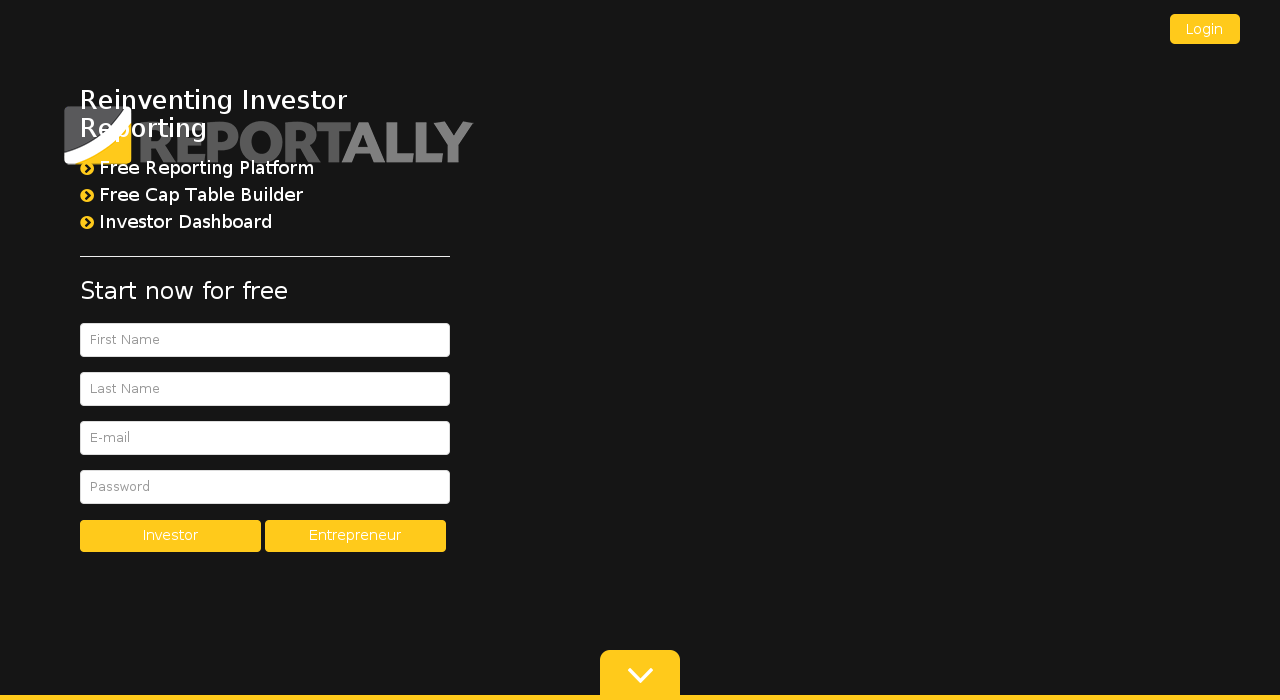 Login
Reinventing Investor
Reporting
REPORTALLY
Free Reporting Platform
Free Cap Table Builder
Investor Dashboard
Start now for free
First Name
Last Name
E-mail
Password
Investor
Entrepreneur